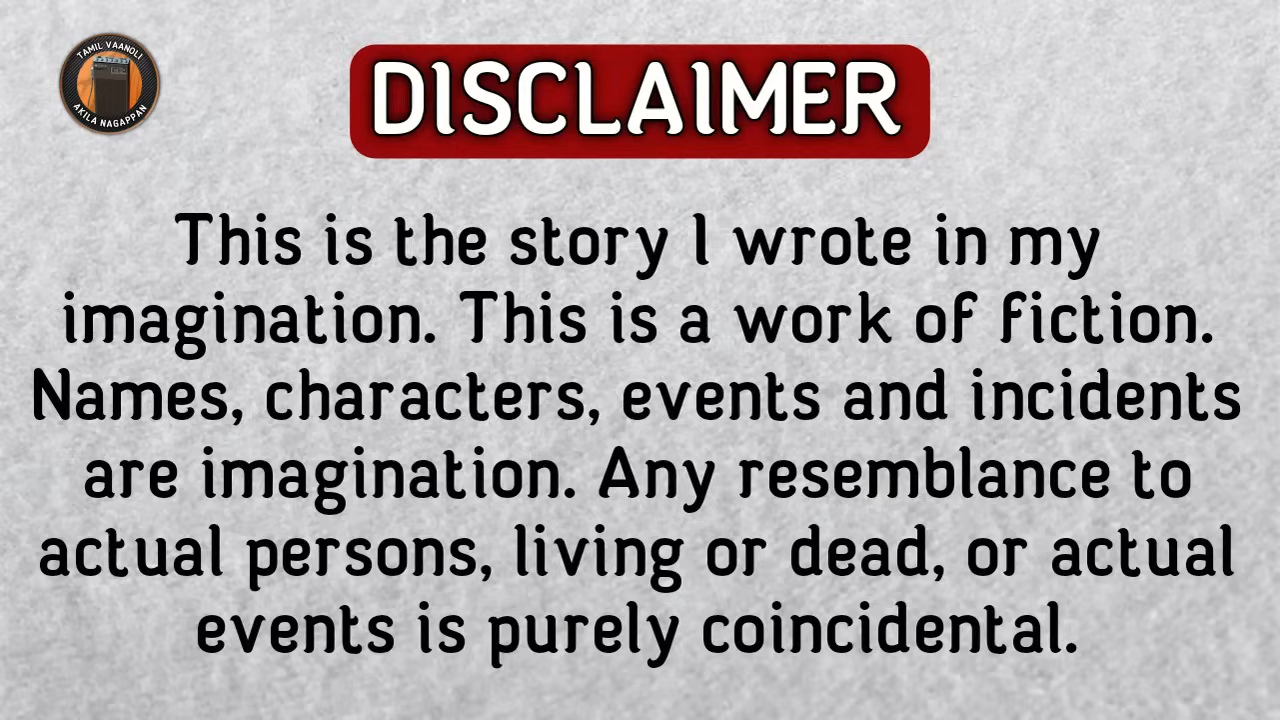 TAMIL VAANOLI
AKILA NAGAPPAN
DISCLAIMER
This is the story I wrote in my
imagination. This is a work of fiction.
Names, characters, events and incidents
are imagination. Any resemblance to
actual persons, living or dead, or actual
events is purely coincidental.